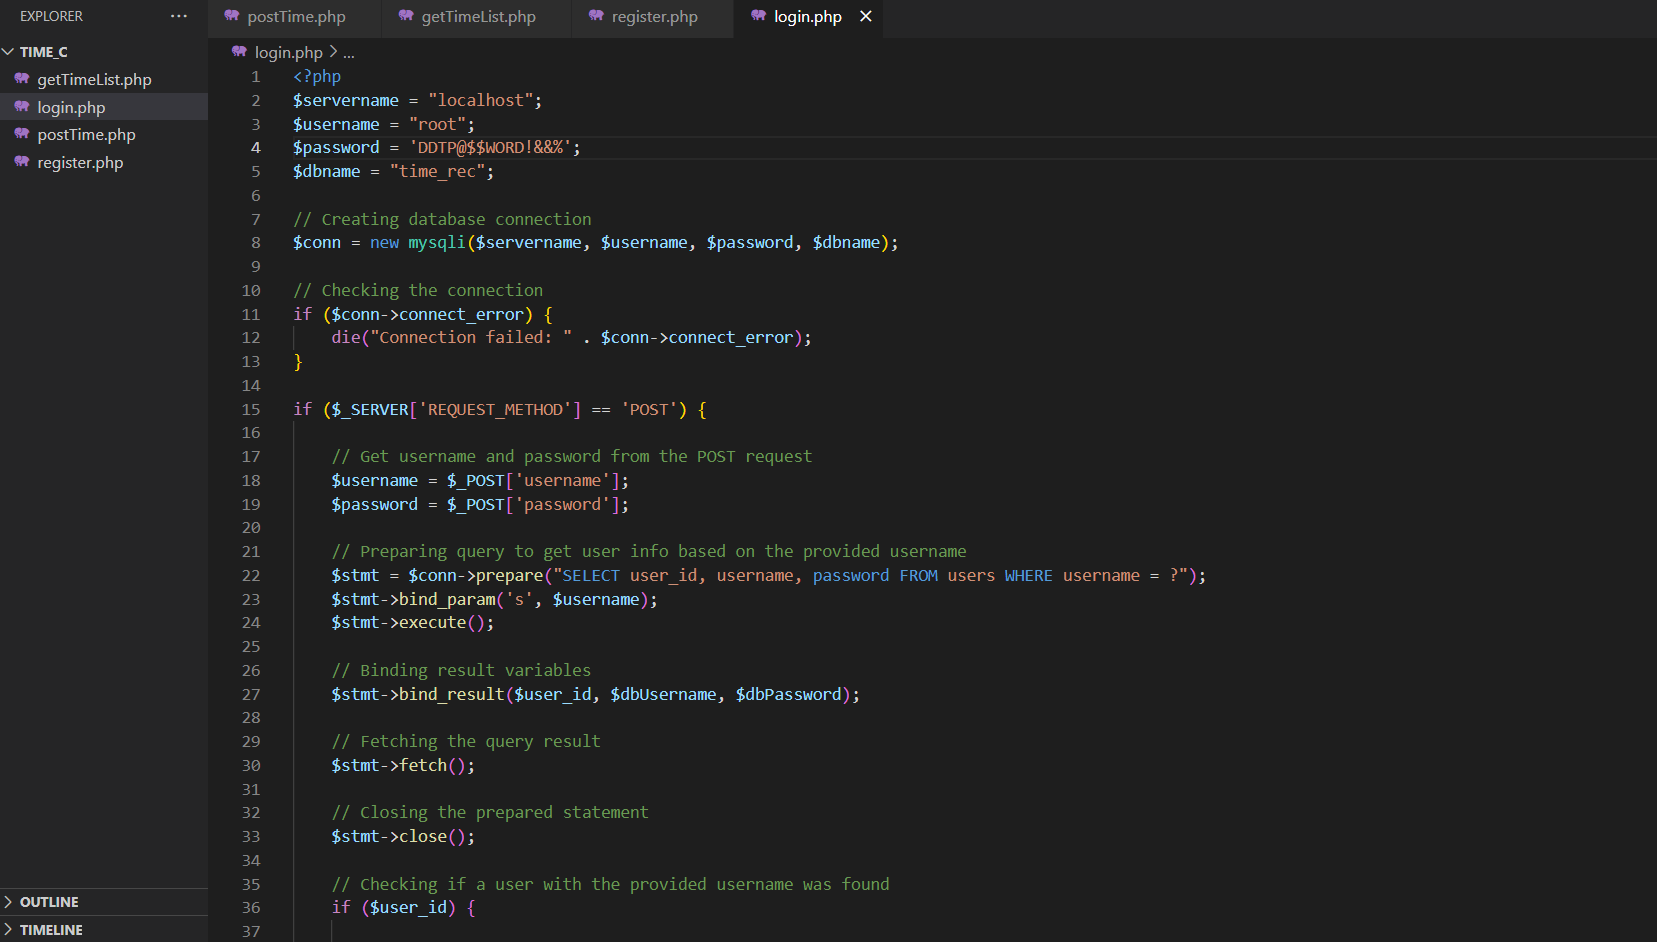 EXPLORER
TIME_C
getTimeList.php
login.php
postTime.php
register.php
OUTLINE
TIMELINE
postTime.php getTimeList.php register.php login.php
login.php > ...
1 <?php
2 $servername = "localhost";
3 $username = "root";
4 $password = 'DDTP@$$WORD!&&%';
5 $dbname = "time_rec";
6
7 // Creating database connection
8 $conn = new mysqli($servername, $username, $password, $dbname);
9
10 // Checking the connection
11 if ($conn->connect_error) {
12     die("Connection failed: " . $conn->connect_error);
13 }
14
15 if ($_SERVER['REQUEST_METHOD'] == 'POST') {
16
17     // Get username and password from the POST request
18     $username = $_POST['username'];
19     $password = $_POST['password'];
20
21     // Preparing query to get user info based on the provided username
22     $stmt = $conn->prepare("SELECT user_id, username, password FROM users WHERE username = ?");
23     $stmt->bind_param('s', $username);
24     $stmt->execute();
25
26     // Binding result variables
27     $stmt->bind_result($user_id, $dbUsername, $dbPassword);
28
29     // Fetching the query result
30     $stmt->fetch();
31
32     // Closing the prepared statement
33     $stmt->close();
34
35     // Checking if a user with the provided username was found
36     if ($user_id) {
37